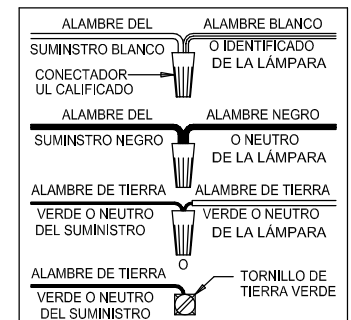 ALAMBRE DEL
SUMINSTRO BLANCO
ALAMBRE BLANCO
O IDENTIFICADO
DE LA LÁMPARA
CONECTADOR
UL CALIFICADO
ALAMBRE DEL
SUMINSTRO NEGRO
ALAMBRE NEGRO
O NEUTRO
DE LA LÁMPARA
ALAMBRE DE TIERRA
VERDE O NEUTRO
DEL SUMINISTRO
ALAMBRE DE TIERRA
VERDE O NEUTRO
DE LA LÁMPARA
O
ALAMBRE DE TIERRA
VERDE O NEUTRO
DEL SUMINISTRO
TORNILLO DE
TIERRA VERDE